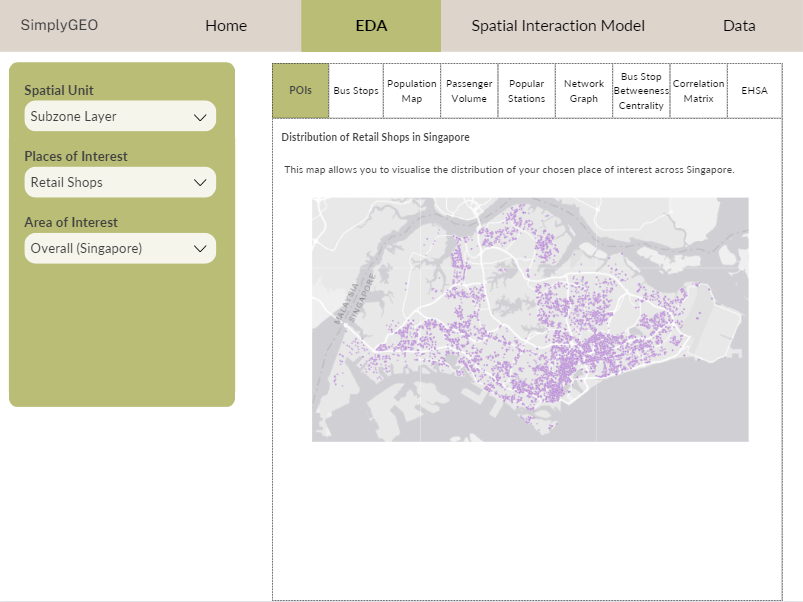 SimplyGEO
Home
EDA
Spatial Interaction Model
Data
Spatial Unit
Subzone Layer
Places of Interest
Retail Shops
Area of Interest
Overall (Singapore)
POIs
Bus Stops
Population
Map
Passenger
Volume
Popular
Stations
Network
Graph
Bus Stop
Betweeness
Centrality
Correlation
Matrix
EHSA
Distribution of Retail Shops in Singapore
This map allows you to visualise the distribution of your chosen place of interest across Singapore.
MALAYSIA
SINGAPORE